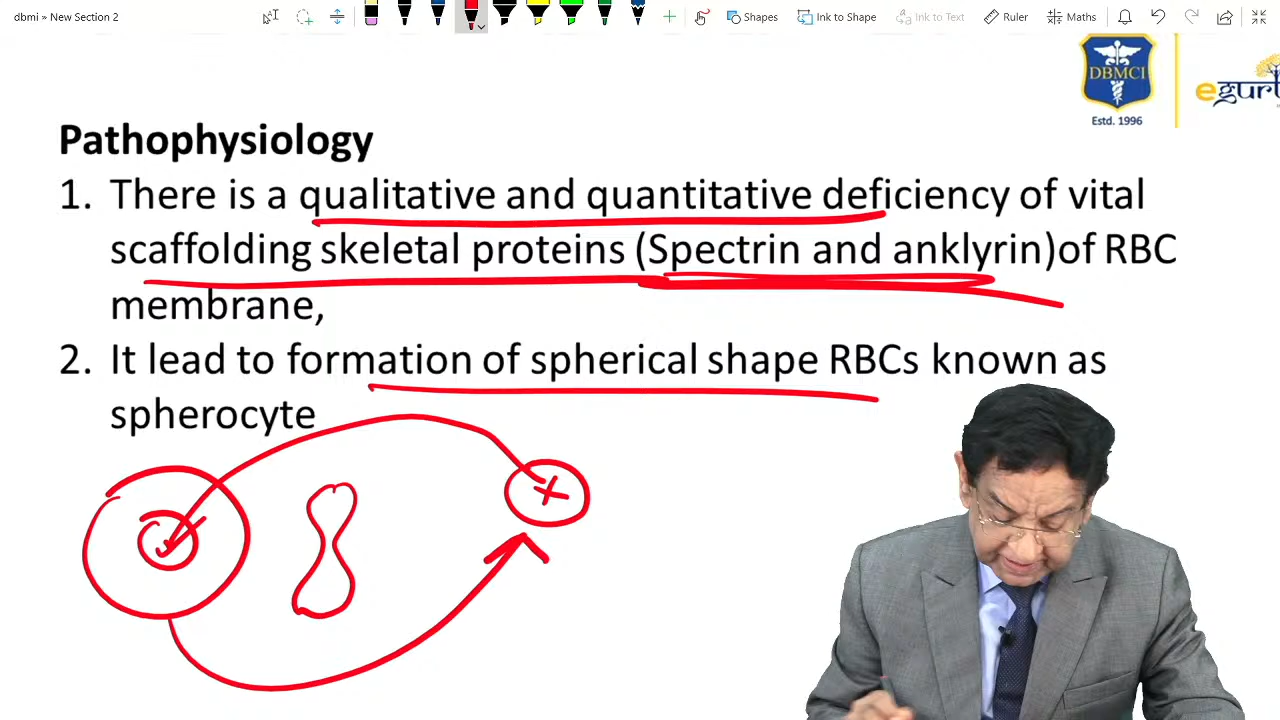 dbmi » New Section 2
Shapes
Ink to Shape
Ink to Text
Ruler
Maths
DBMCI
Estd. 1996
Pathophysiology
1. There is a qualitative and quantitative deficiency of vital
scaffolding skeletal proteins (Spectrin and anklyrin)of RBC
membrane,
2. It lead to formation of spherical shape RBCs known as
spherocyte